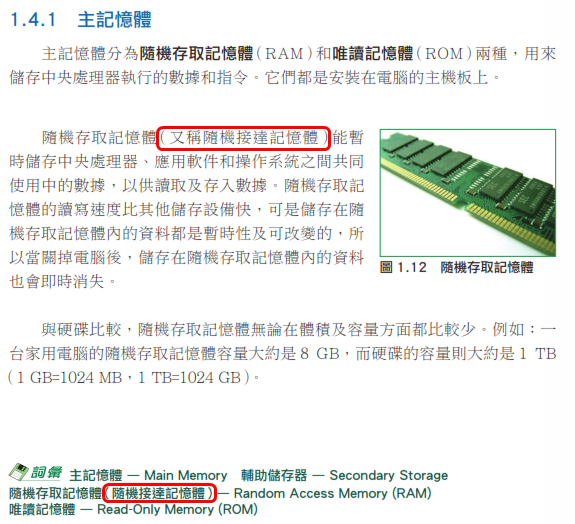 1.4.1 主記憶體
主記憶體分為隨機存取記憶體(RAM)和唯讀記憶體(ROM)兩種,用來
儲存中央處理器執行的數據和指令。它們都是安裝在電腦的主機板上。
隨機存取記憶體(又稱隨機接達記憶體)能暫
時儲存中央處理器、應用軟件和操作系統之間共同
使用中的數據,以供讀取及存入數據。隨機存取記
憶體的讀寫速度比其他儲存設備快,可是儲存在隨
機存取記憶體內的資料都是暫時性及可改變的,所
以當關掉電腦後,儲存在隨機存取記憶體內的資料
也會即時消失。
圖 1.12 隨機存取記憶體
與硬碟比較,隨機存取記憶體無論在體積及容量方面都比較少。例如:一
台家用電腦的隨機存取記憶體容量大約是 8 GB,而硬碟的容量則大約是 1 TB
(1 GB=1024 MB,1 TB=1024 GB)。
詞彙 主記憶體 — Main Memory 輔助儲存器 — Secondary Storage
隨機存取記憶體(隨機接達記憶體)— Random Access Memory (RAM)
唯讀記憶體 — Read-Only Memory (ROM)